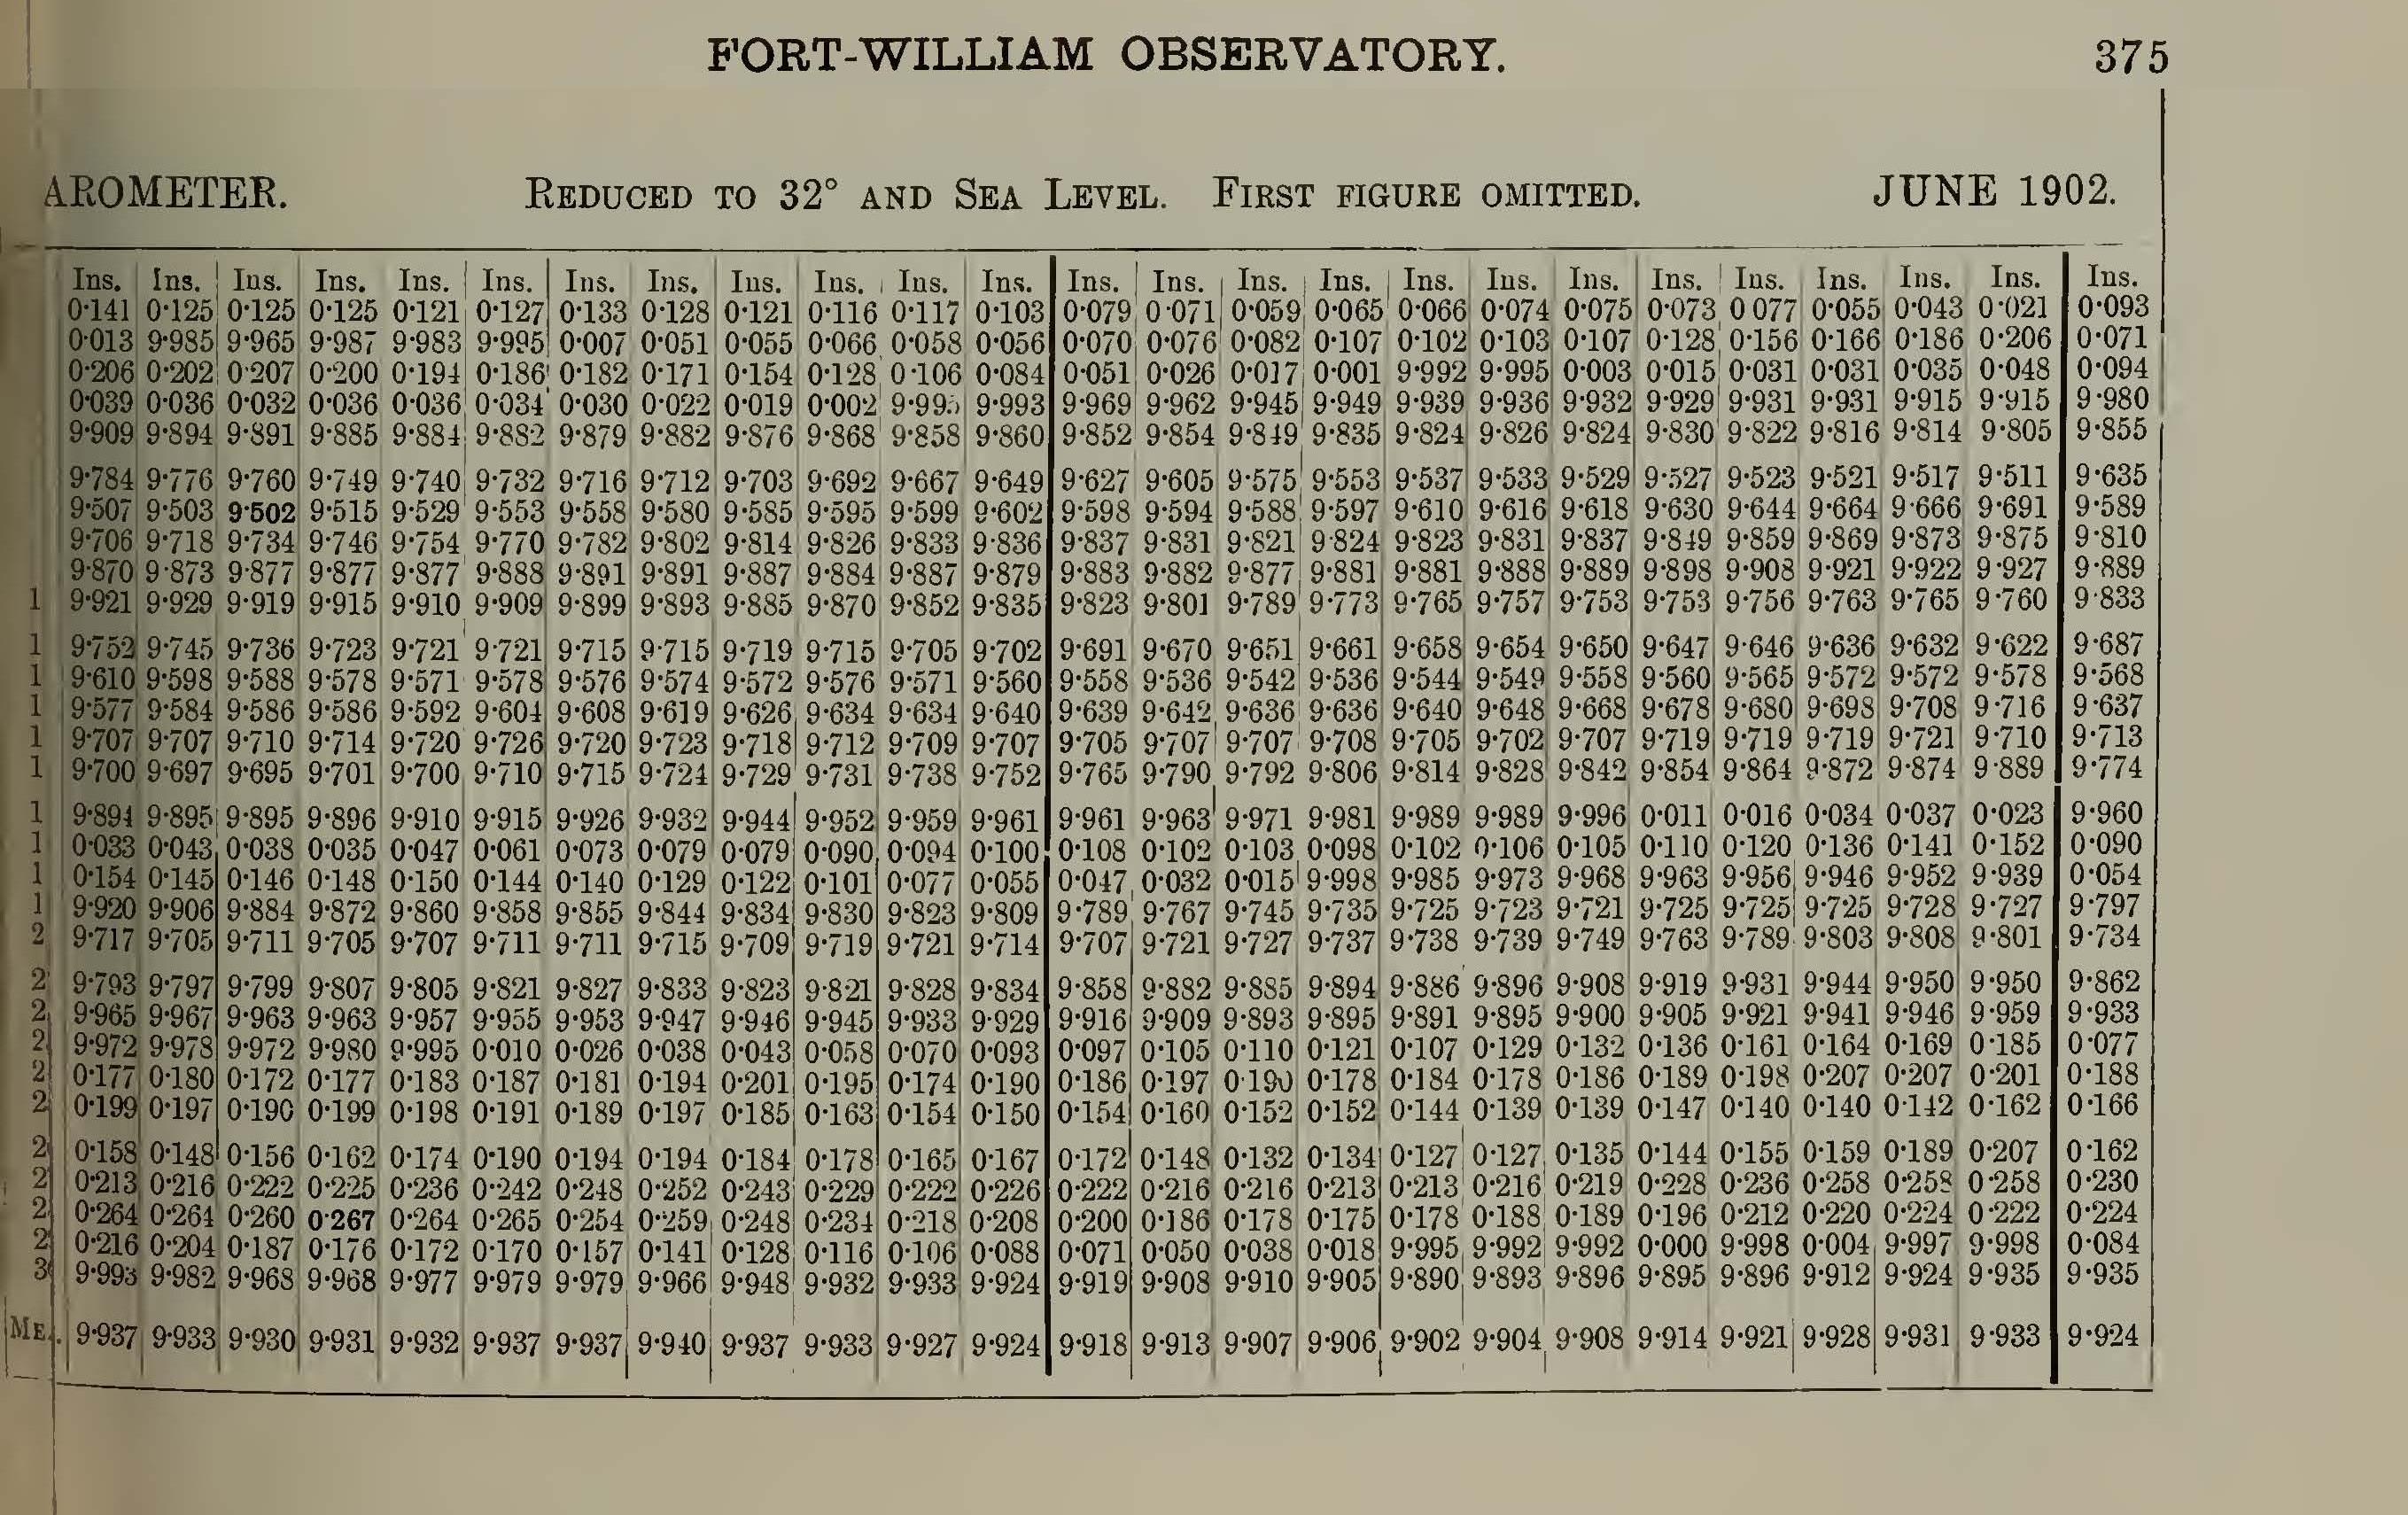 FORT-WILLIAM OBSERVATORY. 375
AROMETER. REDUCED TO 32° AND SEA LEVEL. FIRST FIGURE OMITTED. JUNE 1902.
Ins. Ins. Ins. Ins. Ins. Ins. Ins. Ins. Ins. Ins. Ins. Ins. Ins. Ins. Ins. Ins. Ins. Ins. Ins. Ins. Ins. Ins. Ins. Ins. Ins.
0·141 0·125 0·125 0·125 0·121 0·127 0·133 0·128 0·121 0·116 0·117 0·103 0·079 0·071 0·059 0·065 0·066 0·074 0·075 0·073 0 077 0·055 0·043 0·021 0·093
0·013 9·985 9·965 9·987 9·983 9·995 0·007 0·051 0·055 0·066 0·058 0·056 0·070 0·076 0·082 0·107 0·102 0·103 0·107 0·128 0·156 0·166 0·186 0·206 0·071
0·206 0·202 0·207 0·200 0·194 0·186 0·182 0·171 0·154 0·128 0·106 0·084 0·051 0·026 0·017 0·001 9·992 9·995 0·003 0·015 0·031 0·031 0·035 0·048 0·094
0·039 0·036 0·032 0·036 0·036 0·034 0·030 0·022 0·019 0·002 9·993 9·969 9·962 9·945 9·949 9·939 9·936 9·932 9·929 9·931 9·931 9·915 9·915 9·980
9·909 9·894 9·891 9·885 9·884 9·882 9·879 9·882 9·876 9·868 9·858 9·860 9·852 9·854 9·849 9·835 9·824 9·826 9·824 9·830 9·822 9·816 9·814 9·805 9·855
9·784 9·776 9·760 9·749 9·740 9·732 9·716 9·712 9·703 9·692 9·667 9·649 9·627 9·605 9·575 9·553 9·537 9·533 9·529 9·527 9·523 9·521 9·517 9·511 9·635
9·507 9·503 9·502 9·515 9·529 9·553 9·558 9·580 9·585 9·595 9·599 9·602 9·598 9·594 9·588 9·597 9·610 9·616 9·618 9·630 9·644 9·664 9·666 9·691 9·589
9·706 9·718 9·734 9·746 9·754 9·770 9·782 9·802 9·814 9·826 9·833 9·836 9·837 9·831 9·821 9·824 9·823 9·831 9·837 9·849 9·859 9·869 9·873 9·875 9·810
9·870 9·873 9·877 9·877 9·877 9·888 9·891 9·891 9·887 9·884 9·887 9·879 9·883 9·882 9·877 9·881 9·881 9·888 9·889 9·898 9·908 9·921 9·922 9·927 9·889
1 9·921 9·929 9·919 9·915 9·910 9·909 9·899 9·893 9·885 9·870 9·852 9·835 9·823 9·801 9·789 9·773 9·765 9·757 9·753 9·753 9·756 9·763 9·765 9·760 9·833
1 9·752 9·745 9·736 9·723 9·721 9·721 9·715 9·715 9·719 9·715 9·705 9·702 9·691 9·670 9·651 9·661 9·658 9·654 9·650 9·647 9·646 9·636 9·632 9·622 9·687
1 9·610 9·598 9·588 9·578 9·571 9·578 9·576 9·574 9·572 9·576 9·571 9·560 9·558 9·536 9·542 9·536 9·544 9·549 9·558 9·560 9·565 9·572 9·572 9·578 9·568
1 9·577 9·584 9·586 9·586 9·592 9·604 9·608 9·619 9·626 9·634 9·634 9·640 9·639 9·642 9·636 9·636 9·640 9·648 9·668 9·678 9·680 9·698 9·708 9·716 9·637
1 9·707 9·707 9·710 9·714 9·720 9·726 9·720 9·723 9·718 9·712 9·709 9·707 9·705 9·707 9·707 9·708 9·705 9·702 9·707 9·719 9·719 9·719 9·721 9·710 9·713
1 9·700 9·697 9·695 9·701 9·700 9·710 9·715 9·724 9·729 9·731 9·738 9·752 9·765 9·790 9·792 9·806 9·814 9·828 9·842 9·854 9·864 9·872 9·874 9·889 9·774
1 9·894 9·895 9·895 9·896 9·910 9·915 9·926 9·932 9·944 9·952 9·959 9·961 9·961 9·963 9·971 9·981 9·989 9·989 9·996 0·011 0·016 0·034 0·037 0·023 9·960
1 0·033 0·043 0·038 0·035 0·047 0·061 0·073 0·079 0·079 0·090 0·094 0·100 0·108 0·102 0·103 0·098 0·102 0·106 0·105 0·110 0·120 0·136 0·141 0·152 0·090
1 0·154 0·145 0·146 0·148 0·150 0·144 0·140 0·129 0·122 0·101 0·077 0·055 0·047 0·032 0·015 9·998 9·985 9·973 9·968 9·963 9·956 9·946 9·952 9·939 0·054
1 9·920 9·906 9·884 9·872 9·860 9·858 9·855 9·844 9·834 9·830 9·823 9·809 9·789 9·767 9·745 9·735 9·725 9·723 9·721 9·725 9·725 9·725 9·728 9·727 9·797
2 9·717 9·705 9·711 9·705 9·707 9·711 9·711 9·715 9·709 9·719 9·721 9·714 9·707 9·721 9·727 9·737 9·738 9·739 9·749 9·763 9·789 9·803 9·808 9·801 9·734
2 9·793 9·797 9·799 9·807 9·805 9·821 9·827 9·833 9·823 9·821 9·828 9·834 9·858 9·882 9·885 9·894 9·886 9·896 9·908 9·919 9·931 9·944 9·950 9·950 9·862
2 9·965 9·967 9·963 9·963 9·957 9·955 9·953 9·947 9·946 9·945 9·933 9·929 9·916 9·909 9·893 9·895 9·891 9·895 9·900 9·905 9·921 9·941 9·946 9·959 9·933
2 9·972 9·978 9·972 9·980 9·995 0·010 0·026 0·038 0·043 0·058 0·070 0·093 0·097 0·105 0·110 0·121 0·107 0·129 0·132 0·136 0·161 0·164 0·169 0·185 0·077
2 0·177 0·180 0·172 0·177 0·183 0·187 0·181 0·194 0·201 0·195 0·174 0·190 0·186 0·197 0·190 0·178 0·184 0·178 0·186 0·189 0·198 0·207 0·207 0·201 0·188
2 0·199 0·197 0·190 0·199 0·198 0·191 0·189 0·197 0·185 0·163 0·154 0·150 0·154 0·160 0·152 0·152 0·144 0·139 0·139 0·147 0·140 0·140 0·142 0·162 0·166
2 0·158 0·148 0·156 0·162 0·174 0·190 0·194 0·194 0·184 0·178 0·165 0·167 0·172 0·148 0·132 0·134 0·127 0·127 0·135 0·144 0·155 0·159 0·189 0·207 0·162
2 0·213 0·216 0·222 0·225 0·236 0·242 0·248 0·252 0·243 0·229 0·222 0·226 0·222 0·216 0·216 0·213 0·213 0·216 0·219 0·228 0·236 0·258 0·258 0·258 0·230
2 0·264 0·264 0·260 0·267 0·264 0·265 0·254 0·259 0·248 0·234 0·218 0·208 0·200 0·186 0·178 0·175 0·178 0·188 0·189 0·196 0·212 0·220 0·224 0·222 0·224
2 0·216 0·204 0·187 0·176 0·172 0·170 0·157 0·141 0·128 0·116 0·106 0·088 0·071 0·050 0·038 0·018 9·995 9·992 9·992 0·000 9·998 0·004 9·997 9·998 0·084
3 9·993 9·982 9·968 9·968 9·977 9·979 9·979 9·966 9·948 9·932 9·933 9·924 9·919 9·908 9·910 9·905 9·890 9·893 9·896 9·895 9·896 9·912 9·924 9·935 9·935
ME . 9·937 9·933 9·930 9·931 9·932 9·937 9·937 9·940 9·937 9·933 9·927 9·924 9·918 9·913 9·907 9·906 9·902 9·904 9·908 9·914 9·921 9·928 9·931 9·933 9·924